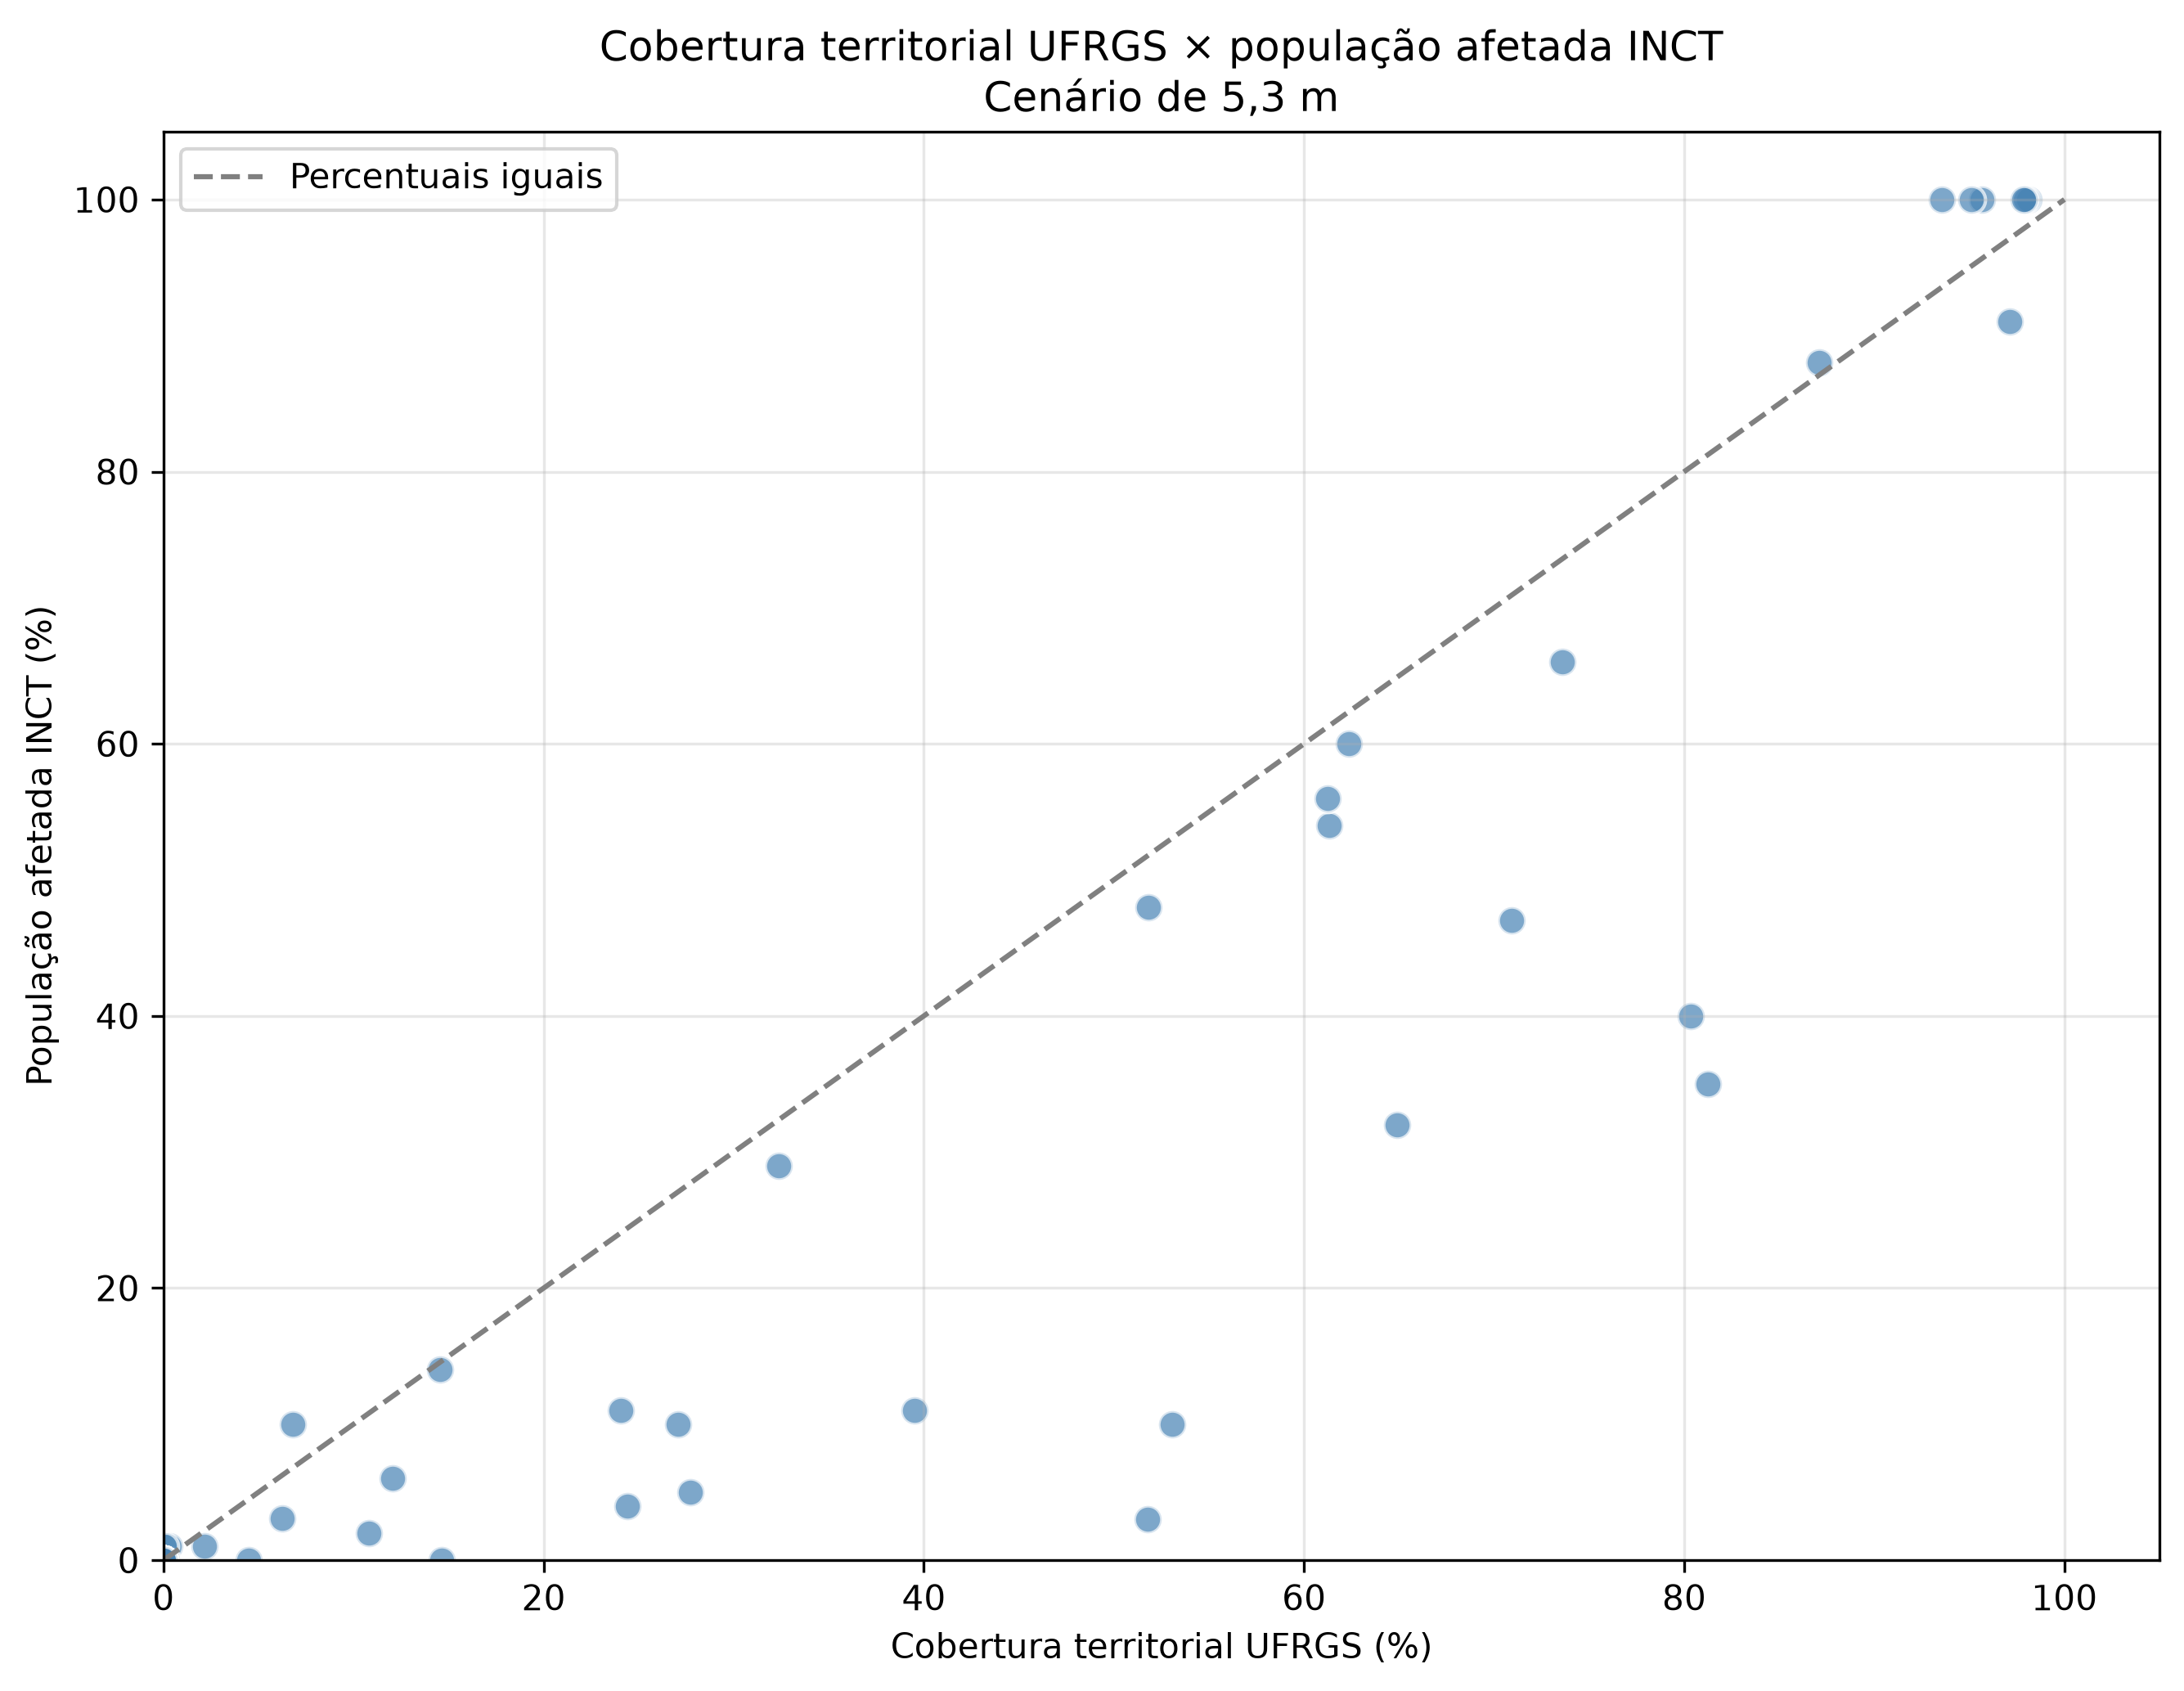 Cobertura territorial UFRGS × população afetada INCT
Cenário de 5,3 m
Percentuais iguais
População afetada INCT (%)
100
80
60
40
20
0
0 20 40 60 80 100
Cobertura territorial UFRGS (%)